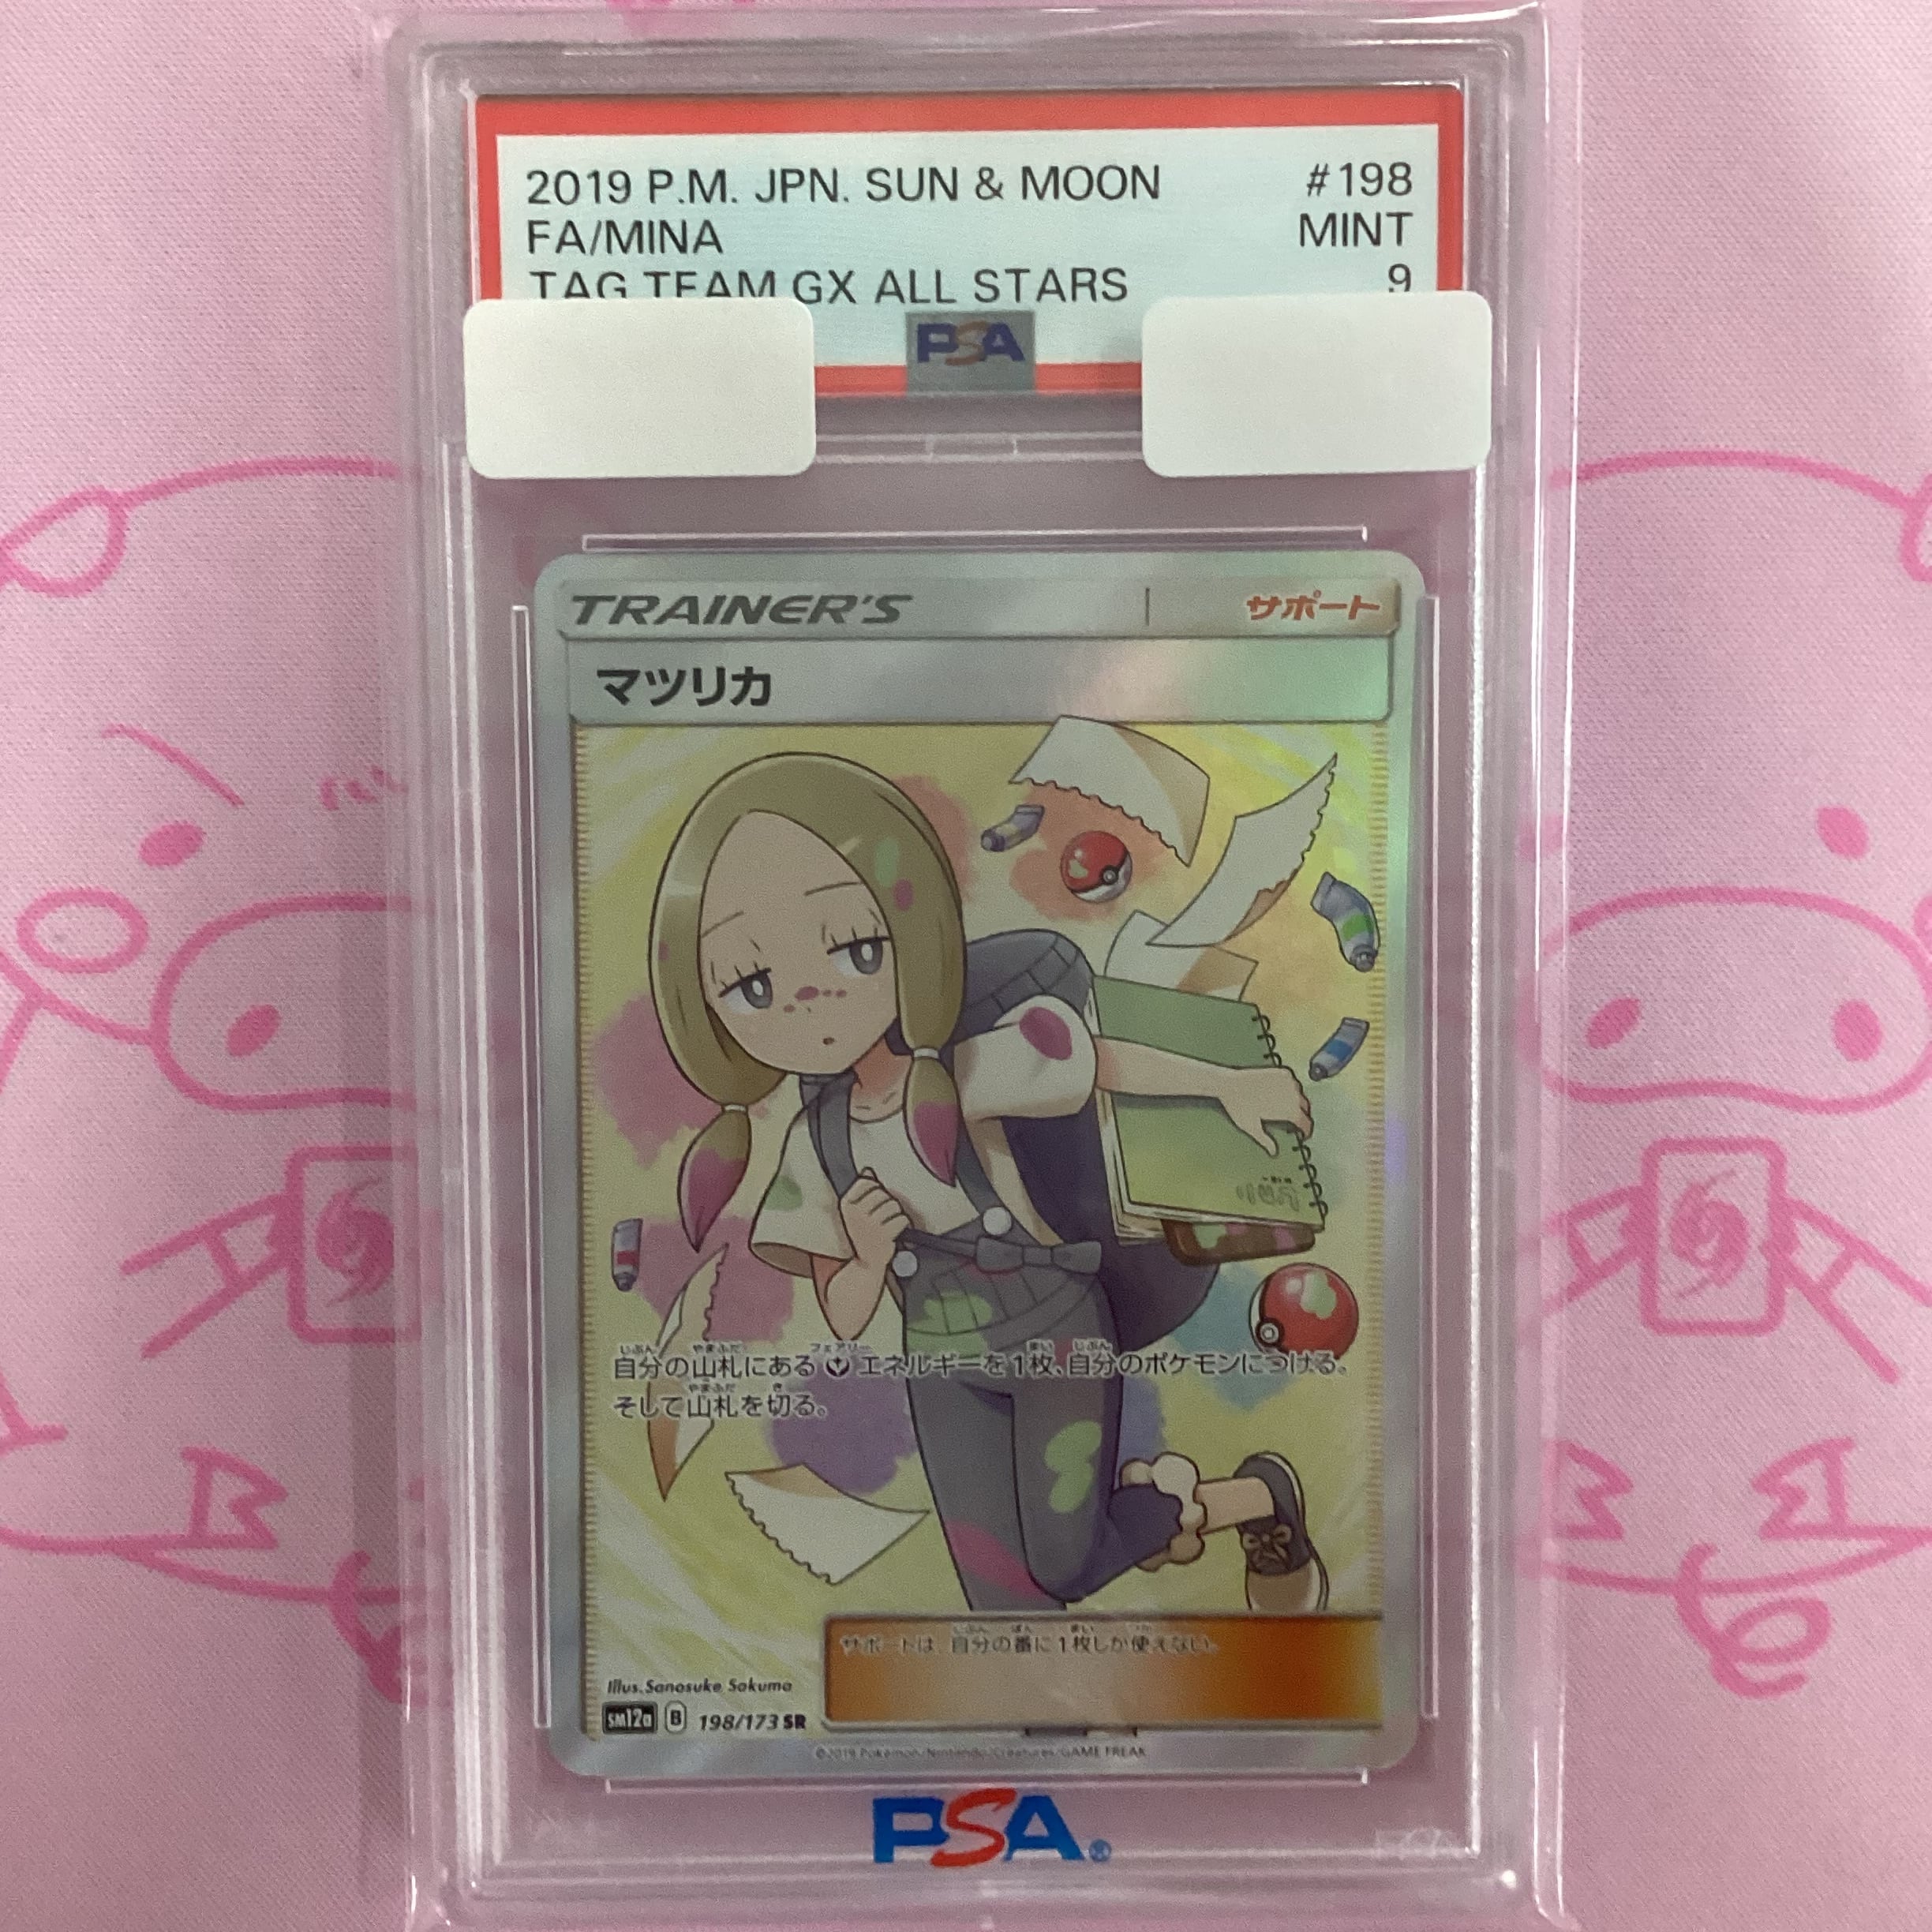 2019 P.M. JPN. SUN & MOON #198
FA/MINA MINT
TAG TEAM GX ALL STARS 9
PSA
TRAINER'S サポート
マツリカ
自分の山札にあるエネルギーを1枚、自分のポケモンにつける。
そして山札を切る。
サポートは、自分の番に1枚しか使えない。
Illus. Sanosuke Sakuma
SM12a B 198/173 SR
©2019 Pokémon/Nintendo/Creatures/GAME FREAK
PSA®